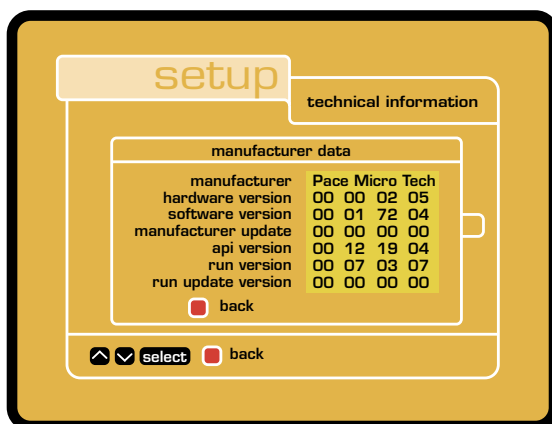 setup
technical information
manufacturer data
manufacturer Pace Micro Tech
hardware version 00 00 02 05
software version 00 01 72 04
manufacturer update 00 00 00 00
api version 00 12 19 04
run version 00 07 03 07
run update version 00 00 00 00
back
select back